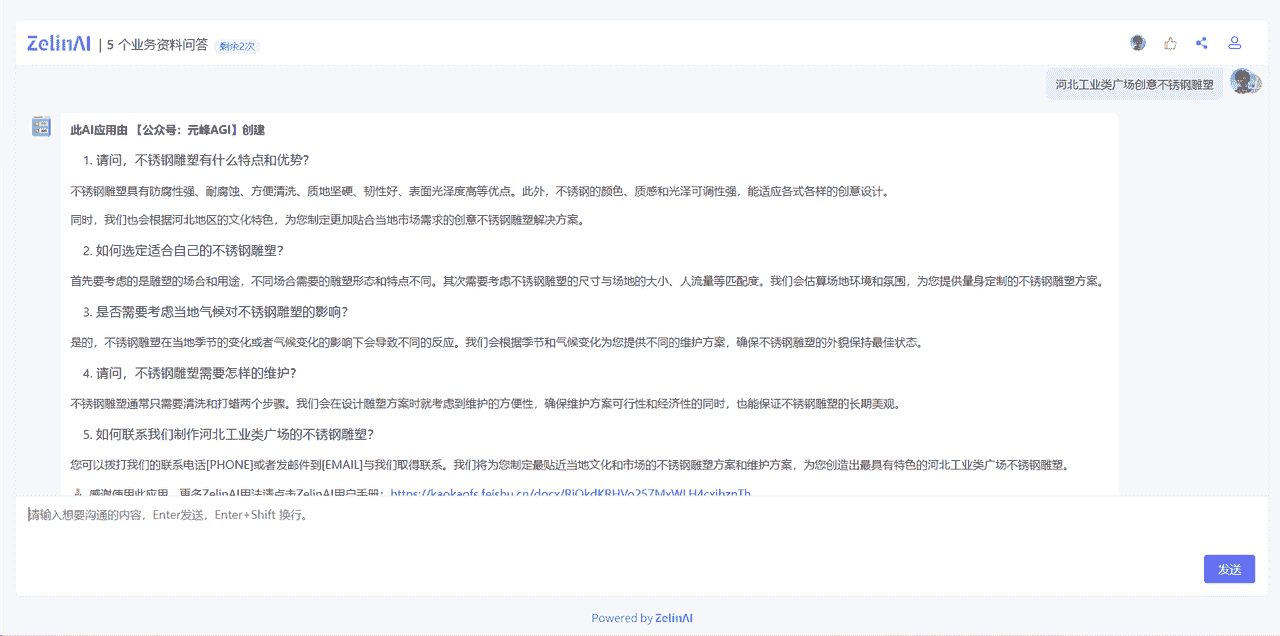 ZelinAI | 5 个业务资料问答 剩余2次
河北工业类广场创意不锈钢雕塑
此AI应用由 【公众号：元峰AGI】创建
1. 请问，不锈钢雕塑有什么特点和优势？
不锈钢雕塑具有防腐性强、耐腐蚀、方便清洗、质地坚硬、韧性好、表面光泽度高等优点。此外，不锈钢的颜色、质感和光泽可调性强，能适应各式各样的创意设计。
同时，我们也会根据河北地区的文化特色，为您制定更加贴合当地市场需求的创意不锈钢雕塑解决方案。
2. 如何选定适合自己的不锈钢雕塑？
首先要考虑的是雕塑的场合和用途，不同场合需要的雕塑形态和特点不同。其次需要考虑不锈钢雕塑的尺寸与场地的大小、人流量等匹配度。我们会估算场地环境和氛围，为您提供量身定制的不锈钢雕塑方案。
3. 是否需要考虑当地气候对不锈钢雕塑的影响？
是的，不锈钢雕塑在当地季节的变化或者气候变化的影响下会导致不同的反应。我们会根据季节和气候变化为您提供不同的维护方案，确保不锈钢雕塑的外貌保持最佳状态。
4. 请问，不锈钢雕塑需要怎样的维护？
不锈钢雕塑通常只需要清洗和打蜡两个步骤。我们会在设计雕塑方案时就考虑到维护的方便性，确保维护方案可行性和经济性的同时，也能保证不锈钢雕塑的长期美观。
5. 如何联系我们制作河北工业类广场的不锈钢雕塑？
您可以拨打我们的联系电话[PHONE]或者发邮件到[EMAIL]与我们取得联系。我们将为您制定最贴近当地文化和市场的不锈钢雕塑方案和维护方案，为您创造出最具有特色的河北工业类广场不锈钢雕塑。
感谢使用此应用，更多ZelinAI用法请点击ZelinAI用户手册：
请输入想要沟通的内容，Enter发送，Enter+Shift 换行。
发送
Powered by ZelinAI